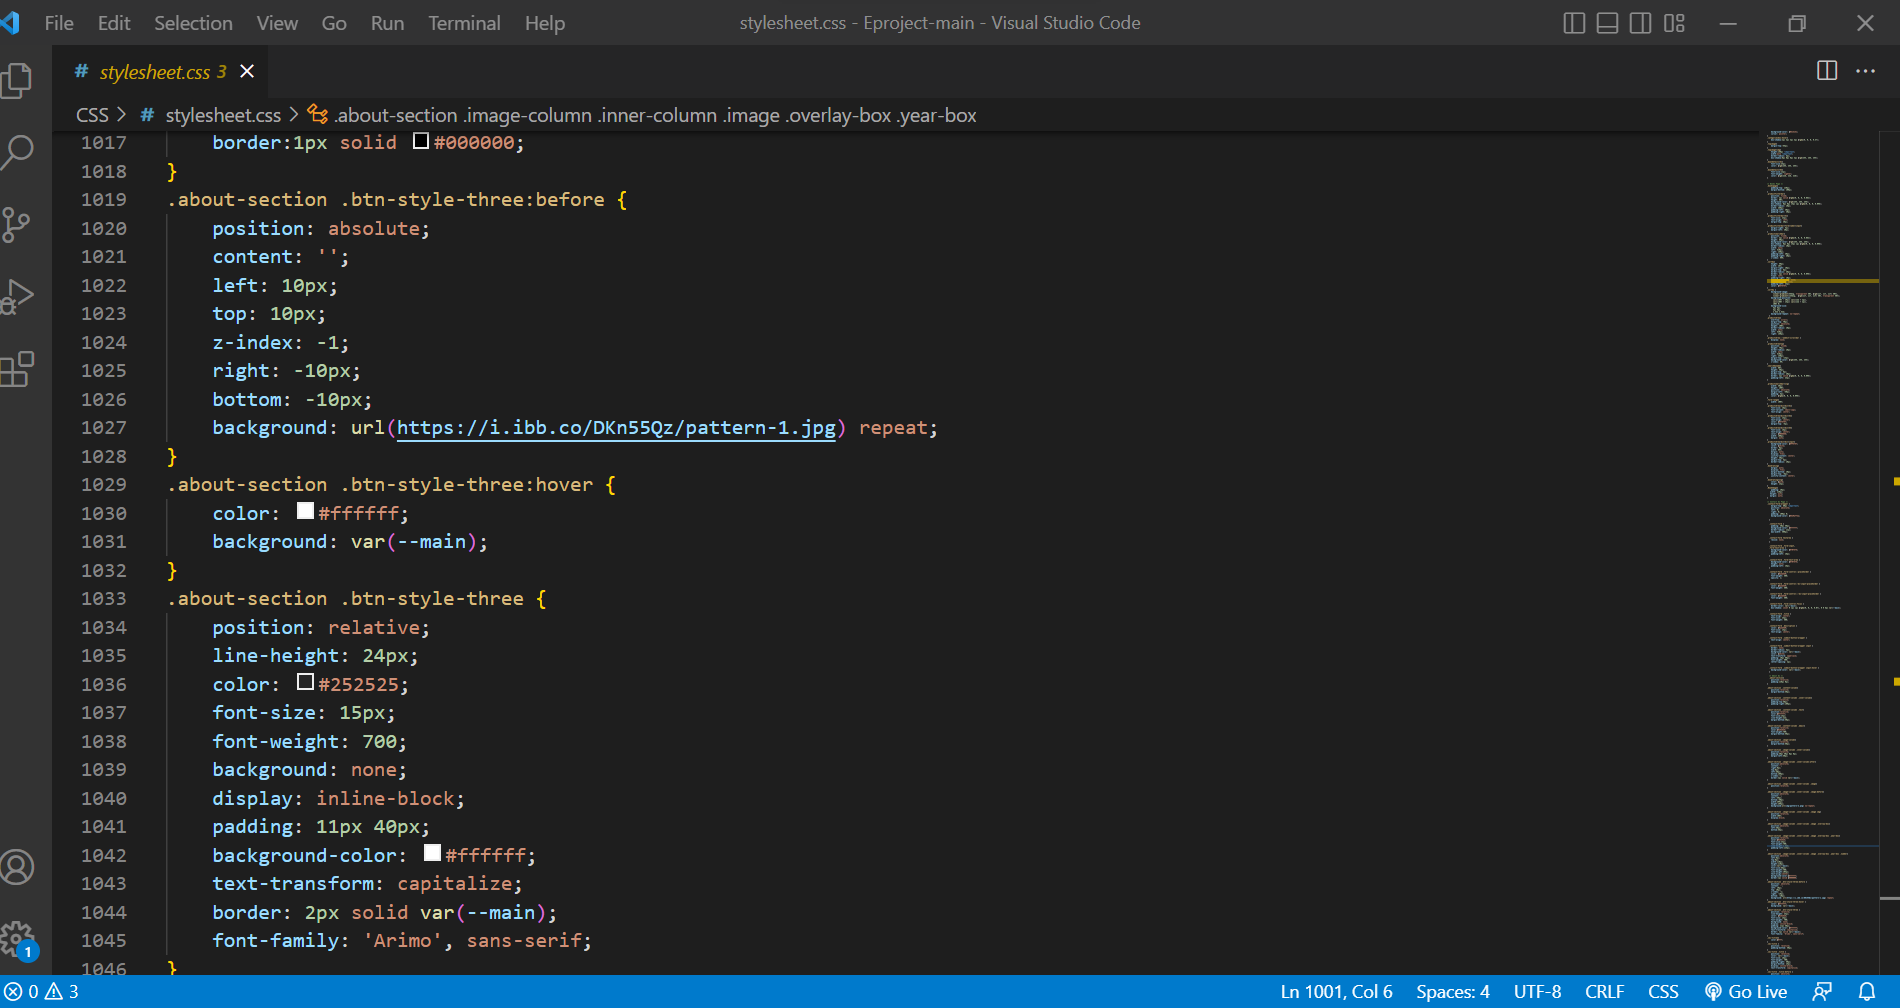 File Edit Selection View Go Run Terminal Help stylesheet.css - Eproject-main - Visual Studio Code
# stylesheet.css 3
CSS > # stylesheet.css > .about-section .image-column .inner-column .image .overlay-box .year-box
1017 border:1px solid #000000;
1018 }
1019 .about-section .btn-style-three:before {
1020 position: absolute;
1021 content: '';
1022 left: 10px;
1023 top: 10px;
1024 z-index: -1;
1025 right: -10px;
1026 bottom: -10px;
1027 background: url(https://i.ibb.co/DKn55Qz/pattern-1.jpg) repeat;
1028 }
1029 .about-section .btn-style-three:hover {
1030 color: #ffffff;
1031 background: var(--main);
1032 }
1033 .about-section .btn-style-three {
1034 position: relative;
1035 line-height: 24px;
1036 color: #252525;
1037 font-size: 15px;
1038 font-weight: 700;
1039 background: none;
1040 display: inline-block;
1041 padding: 11px 40px;
1042 background-color: #ffffff;
1043 text-transform: capitalize;
1044 border: 2px solid var(--main);
1045 font-family: 'Arimo', sans-serif;
1046 }
1
0 3 Ln 1001, Col 6 Spaces: 4 UTF-8 CRLF CSS Go Live